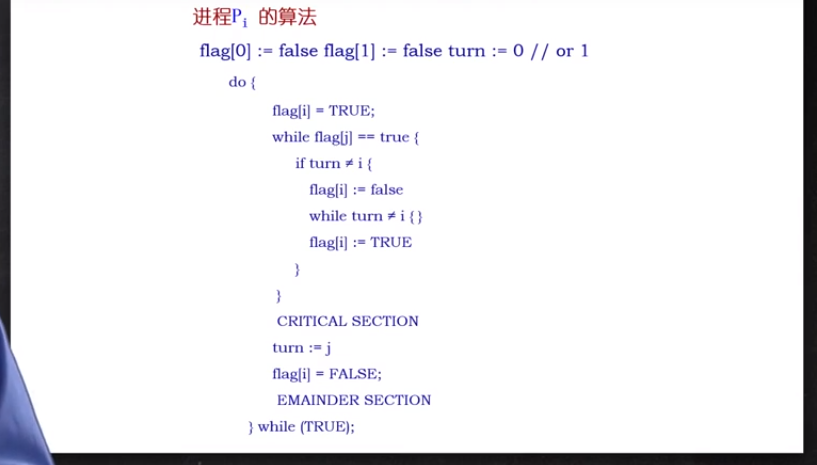 进程Pi 的算法
flag[0] := false flag[1] := false turn := 0 // or 1
do {
flag[i] = TRUE;
while flag[j] == true {
if turn ≠ i {
flag[i] := false
while turn ≠ i {}
flag[i] := TRUE
}
}
CRITICAL SECTION
turn := j
flag[i] = FALSE;
EMAINDER SECTION
} while (TRUE);